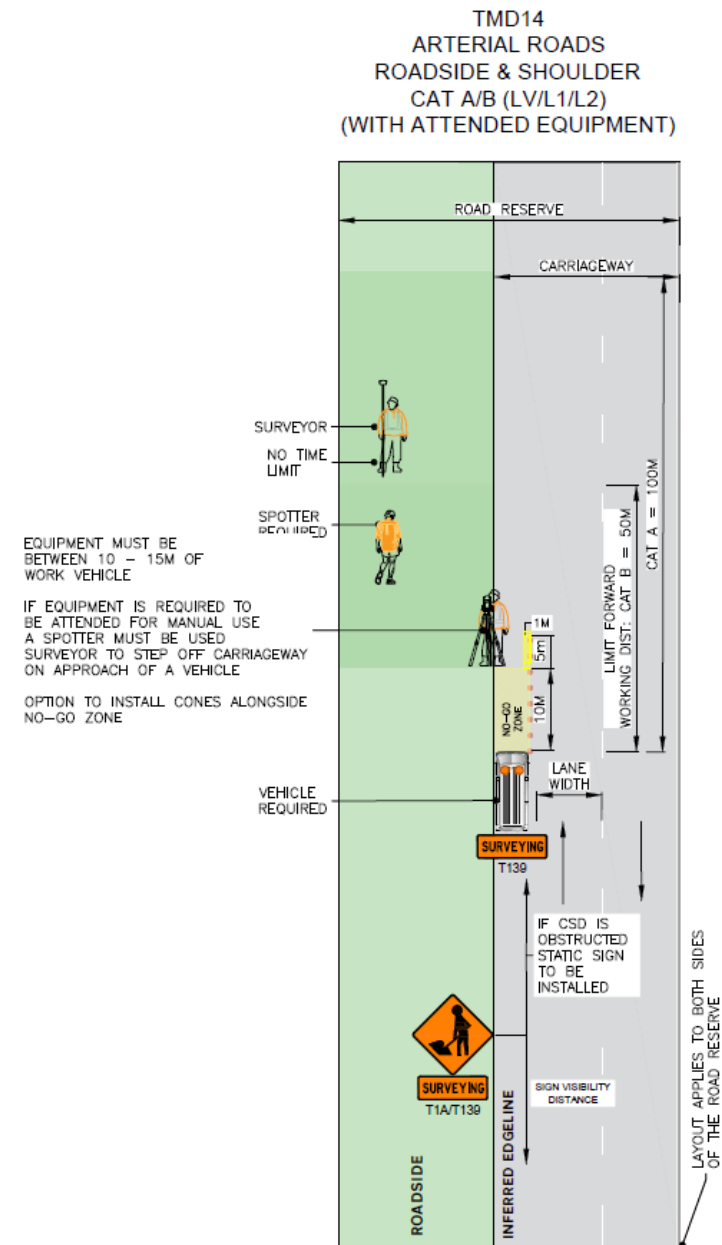 TMD14
ARTERIAL ROADS
ROADSIDE & SHOULDER
CAT A/B (LV/L1/L2)
(WITH ATTENDED EQUIPMENT)
ROAD RESERVE
CARRIAGEWAY
SURVEYOR
NO TIME
LIMIT
SPOTTER
REQUIRED
EQUIPMENT MUST BE
BETWEEN 10 – 15M OF
WORK VEHICLE
IF EQUIPMENT IS REQUIRED TO
BE ATTENDED FOR MANUAL USE
A SPOTTER MUST BE USED
SURVEYOR TO STEP OFF CARRIAGEWAY
ON APPROACH OF A VEHICLE
OPTION TO INSTALL CONES ALONGSIDE
NO–GO ZONE
1M
5m
10M
NO–GO
ZONE
LIMIT FORWARD
WORKING DIST: CAT B = 50M
CAT A = 100M
VEHICLE
REQUIRED
LANE
WIDTH
SURVEYING
T139
IF CSD IS
OBSTRUCTED
STATIC SIGN
TO BE
INSTALLED
SURVEYING
T1A/T139
SIGN VISIBILITY
DISTANCE
ROADSIDE
INFERRED EDGELINE
LAYOUT APPLIES TO BOTH SIDES
OF THE ROAD RESERVE